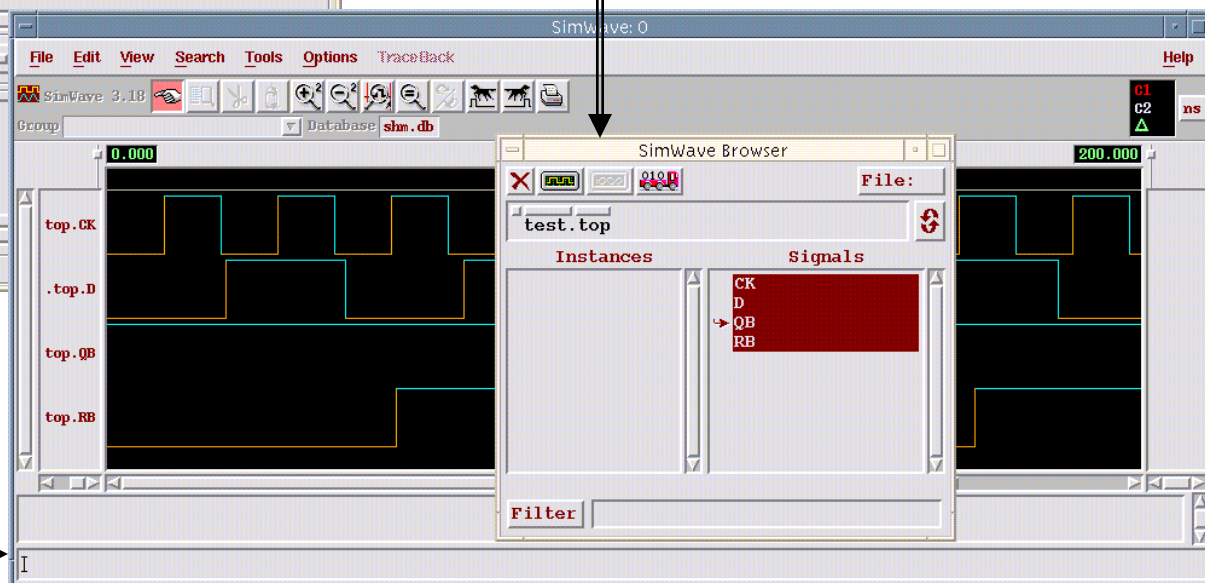 SimWave: 0
File Edit View Search Tools Options TraceBack Help
SimWave 3.18
C1
C2
Δ
ns
Group Database shm.db
0.000 200.000
SimWave Browser
010
File:
test.top
Instances Signals
top.CK
.top.D
top.QB
top.RB
CK
D
QB
RB
Filter